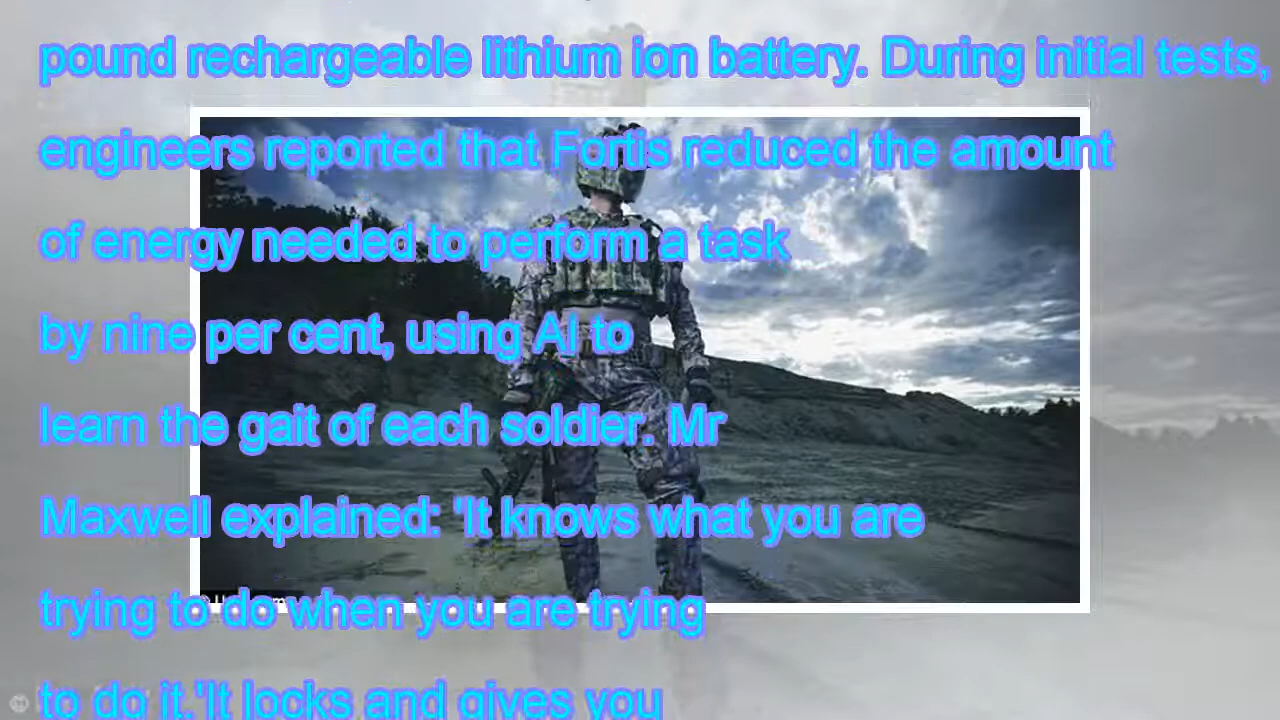 pound rechargeable lithium ion battery. During initial tests,
engineers reported that Fortis reduced the amount
of energy needed to perform a task
by nine per cent, using AI to
learn the gait of each soldier. Mr
Maxwell explained: 'It knows what you are
trying to do when you are trying
to do it.'It locks and gives you